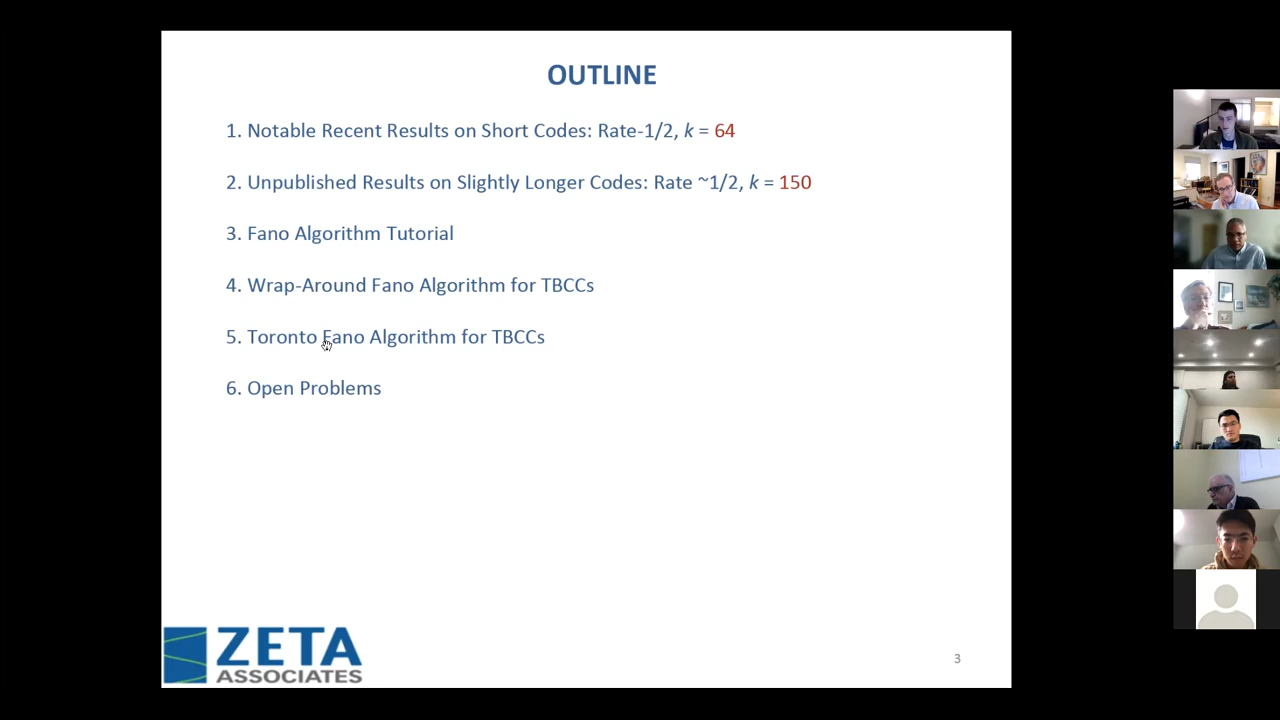 OUTLINE
1. Notable Recent Results on Short Codes: Rate-1/2, k = 64
2. Unpublished Results on Slightly Longer Codes: Rate ~1/2, k = 150
3. Fano Algorithm Tutorial
4. Wrap-Around Fano Algorithm for TBCCs
5. Toronto Fano Algorithm for TBCCs
6. Open Problems
ZETA
ASSOCIATES
3